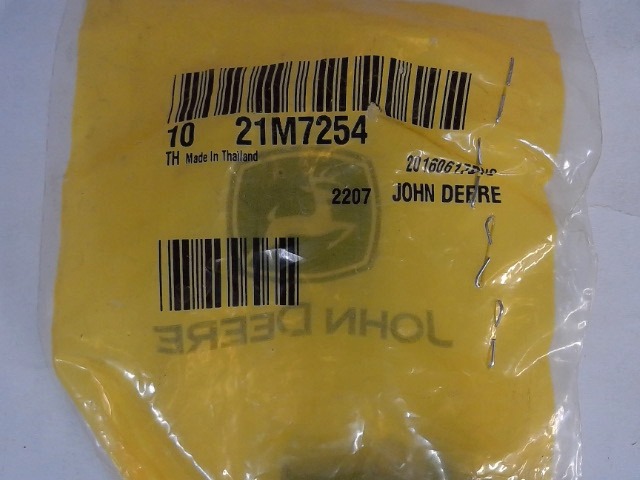 10 21M7254
TH Made In Thailand
2207 JOHN DEERE
JOHN DEERE